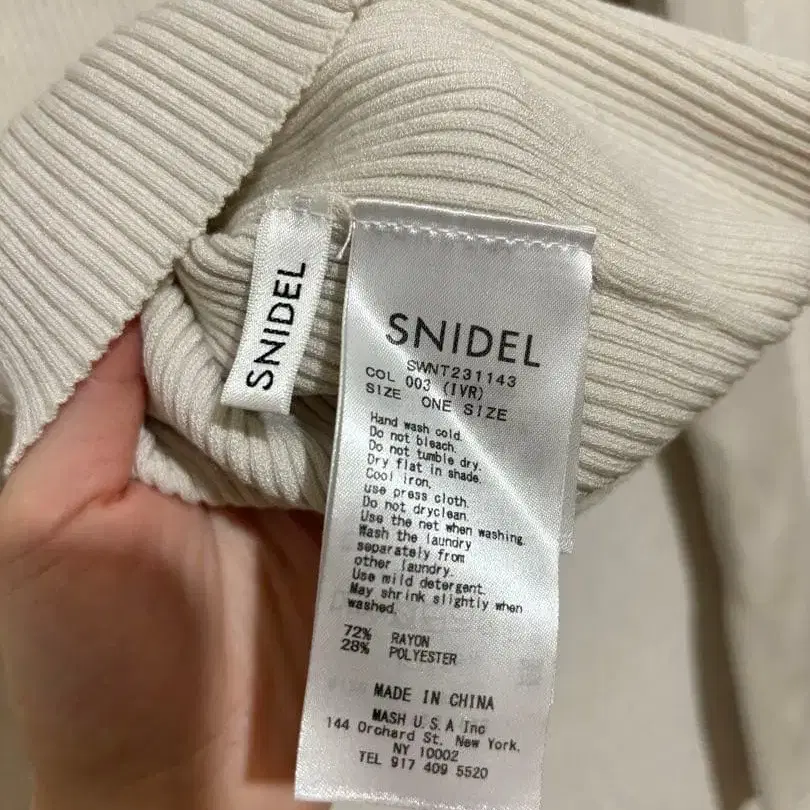 SNIDEL
SNIDEL
SWNT231143
COL 003 (IVR)
SIZE ONE SIZE
Hand wash cold.
Do not bleach.
Do not tumble dry.
Dry flat in shade.
Cool iron,
use press cloth.
Do not dryclean.
Use the net when washing.
Wash the laundry
separately from
other laundry.
Use mild detergent.
May shrink slightly when
washed.
72% RAYON
28% POLYESTER
MADE IN CHINA
MASH U.S.A Inc
144 Orchard St. New York.
NY 10002
TEL 917 409 5520